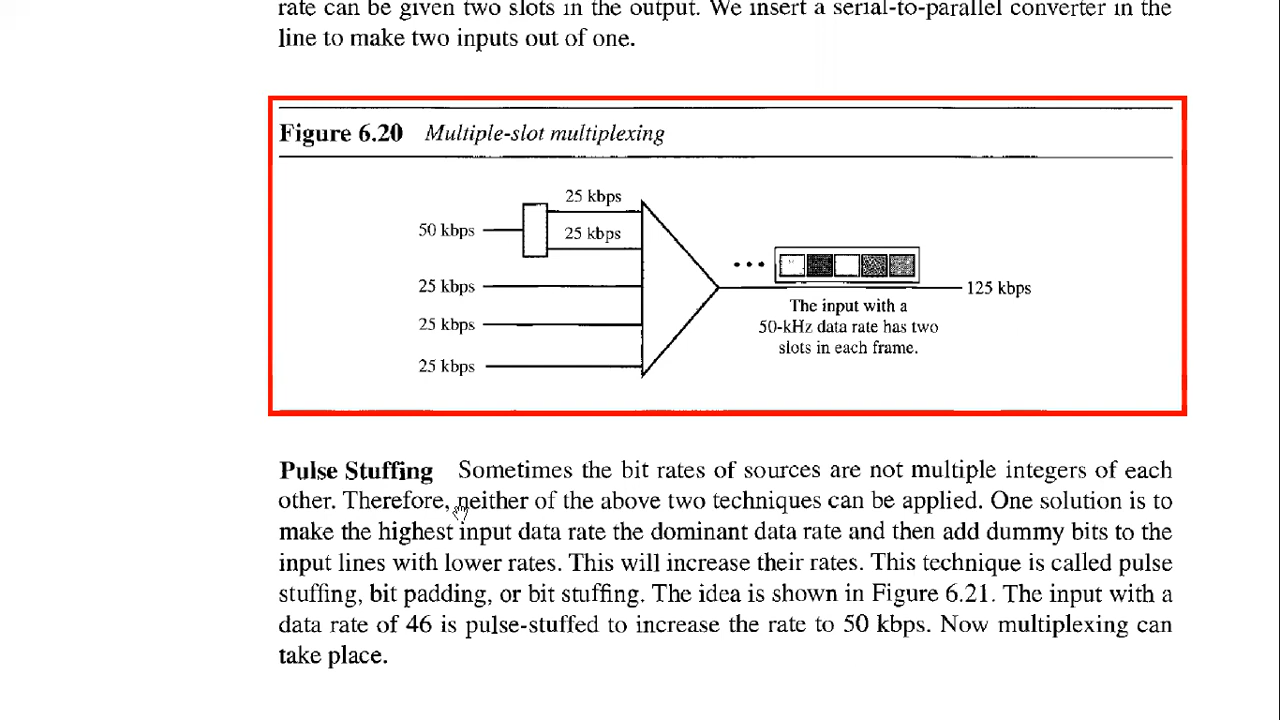 rate can be given two slots in the output. We insert a serial-to-parallel converter in the
line to make two inputs out of one.
Figure 6.20 Multiple-slot multiplexing
25 kbps
50 kbps
25 kbps
25 kbps
25 kbps
25 kbps
• • •
125 kbps
The input with a
50-kHz data rate has two
slots in each frame.
Pulse Stuffing Sometimes the bit rates of sources are not multiple integers of each
other. Therefore, neither of the above two techniques can be applied. One solution is to
make the highest input data rate the dominant data rate and then add dummy bits to the
input lines with lower rates. This will increase their rates. This technique is called pulse
stuffing, bit padding, or bit stuffing. The idea is shown in Figure 6.21. The input with a
data rate of 46 is pulse-stuffed to increase the rate to 50 kbps. Now multiplexing can
take place.